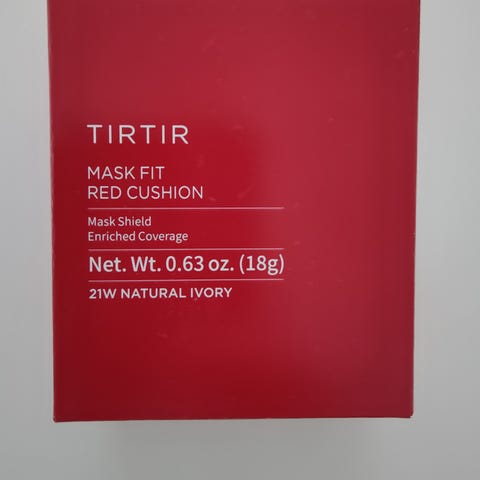 TIRTIR
MASK FIT
RED CUSHION
Mask Shield
Enriched Coverage
Net. Wt. 0.63 oz. (18g)
21W NATURAL IVORY